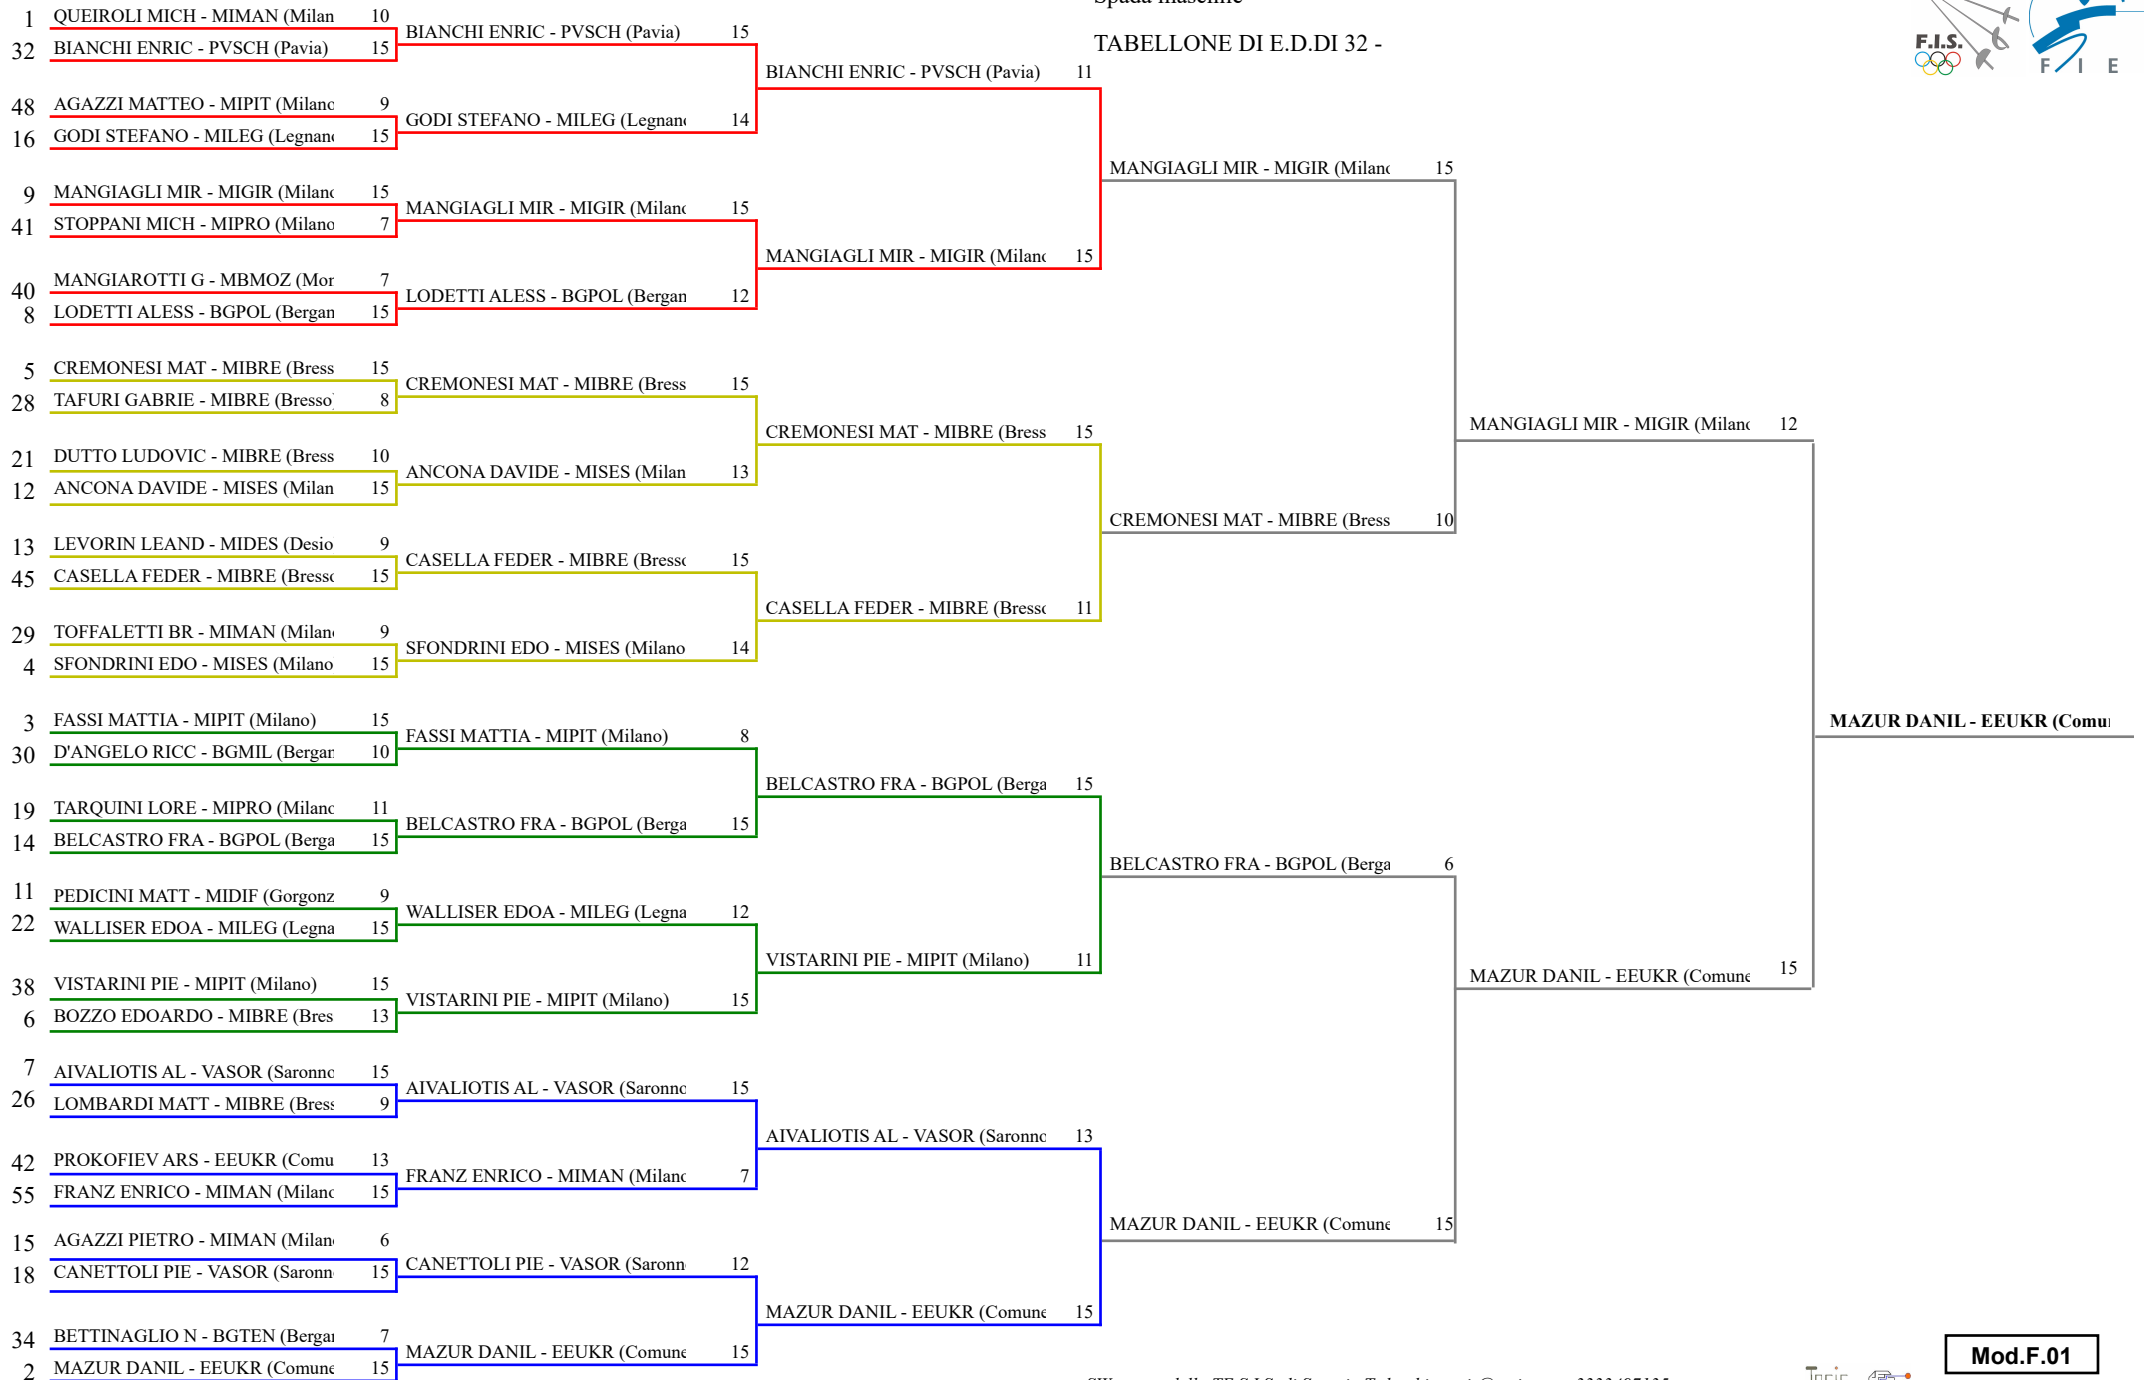 TABELLONE DI E.D.DI 32 -
F.I.S.
F I E
1 QUEIROLI MICH - MIMAN (Milan 10
32 BIANCHI ENRIC - PVSCH (Pavia) 15
48 AGAZZI MATTEO - MIPIT (Milano 9
16 GODI STEFANO - MILEG (Legnan 15
9 MANGIAGLI MIR - MIGIR (Milano 15
41 STOPPANI MICH - MIPRO (Milano 7
40 MANGIAROTTI G - MBMOZ (Mor 7
8 LODETTI ALESS - BGPOL (Bergan 15
5 CREMONESI MAT - MIBRE (Bress 15
28 TAFURI GABRIE - MIBRE (Bresso) 8
21 DUTTO LUDOVIC - MIBRE (Bress 10
12 ANCONA DAVIDE - MISES (Milan 15
13 LEVORIN LEAND - MIDES (Desio 9
45 CASELLA FEDER - MIBRE (Bresso 15
29 TOFFALETTI BR - MIMAN (Milan 9
4 SFONDRINI EDO - MISES (Milano 15
3 FASSI MATTIA - MIPIT (Milano) 15
30 D'ANGELO RICC - BGMIL (Bergan 10
19 TARQUINI LORE - MIPRO (Milano 11
14 BELCASTRO FRA - BGPOL (Berga 15
11 PEDICINI MATT - MIDIF (Gorgonz 9
22 WALLISER EDOA - MILEG (Legna 15
38 VISTARINI PIE - MIPIT (Milano) 15
6 BOZZO EDOARDO - MIBRE (Bres 13
7 AIVALIOTIS AL - VASOR (Saronno 15
26 LOMBARDI MATT - MIBRE (Bress 9
42 PROKOFIEV ARS - EEUKR (Comu 13
55 FRANZ ENRICO - MIMAN (Milano 15
15 AGAZZI PIETRO - MIMAN (Milan 6
18 CANETTOLI PIE - VASOR (Saronn 15
34 BETTINAGLIO N - BGTEN (Bergar 7
2 MAZUR DANIL - EEUKR (Comune 15
BIANCHI ENRIC - PVSCH (Pavia) 15
GODI STEFANO - MILEG (Legnano 14
MANGIAGLI MIR - MIGIR (Milano 15
LODETTI ALESS - BGPOL (Bergan 12
CREMONESI MAT - MIBRE (Bress 15
ANCONA DAVIDE - MISES (Milan 13
CASELLA FEDER - MIBRE (Bresso 15
SFONDRINI EDO - MISES (Milano 14
FASSI MATTIA - MIPIT (Milano) 8
BELCASTRO FRA - BGPOL (Berga 15
WALLISER EDOA - MILEG (Legna 12
VISTARINI PIE - MIPIT (Milano) 15
AIVALIOTIS AL - VASOR (Saronno 15
FRANZ ENRICO - MIMAN (Milano 7
CANETTOLI PIE - VASOR (Saronn 12
MAZUR DANIL - EEUKR (Comune 15
BIANCHI ENRIC - PVSCH (Pavia) 11
MANGIAGLI MIR - MIGIR (Milano 15
CREMONESI MAT - MIBRE (Bress 15
CASELLA FEDER - MIBRE (Bresso 11
BELCASTRO FRA - BGPOL (Berga 15
VISTARINI PIE - MIPIT (Milano) 11
AIVALIOTIS AL - VASOR (Saronno 13
MAZUR DANIL - EEUKR (Comune 15
MANGIAGLI MIR - MIGIR (Milano 15
CREMONESI MAT - MIBRE (Bress 10
BELCASTRO FRA - BGPOL (Berga 6
MAZUR DANIL - EEUKR (Comune 15
MANGIAGLI MIR - MIGIR (Milano 12
MAZUR DANIL - EEUKR (Comune 15
MAZUR DANIL - EEUKR (Comu
Mod.F.01